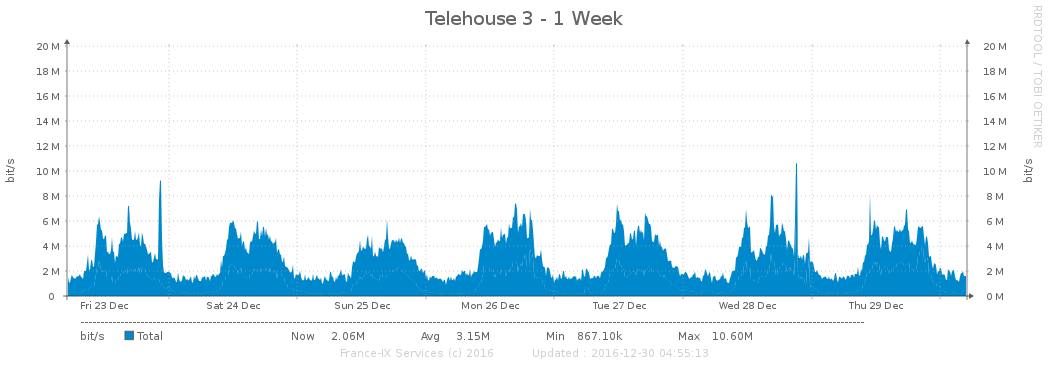 Telehouse 3 - 1 Week
RRDTOOL / TOBI OETIKER
bit/s
20 M 20 M
18 M 18 M
16 M 16 M
14 M 14 M
12 M 12 M
10 M 10 M
8 M 8 M
6 M 6 M
4 M 4 M
2 M 2 M
0 0 M
bit/s
Fri 23 Dec Sat 24 Dec Sun 25 Dec Mon 26 Dec Tue 27 Dec Wed 28 Dec Thu 29 Dec
bit/s Total Now 2.06M Avg 3.15M Min 867.10k Max 10.60M
France-IX Services (c) 2016 Updated : 2016-12-30 04:55:13